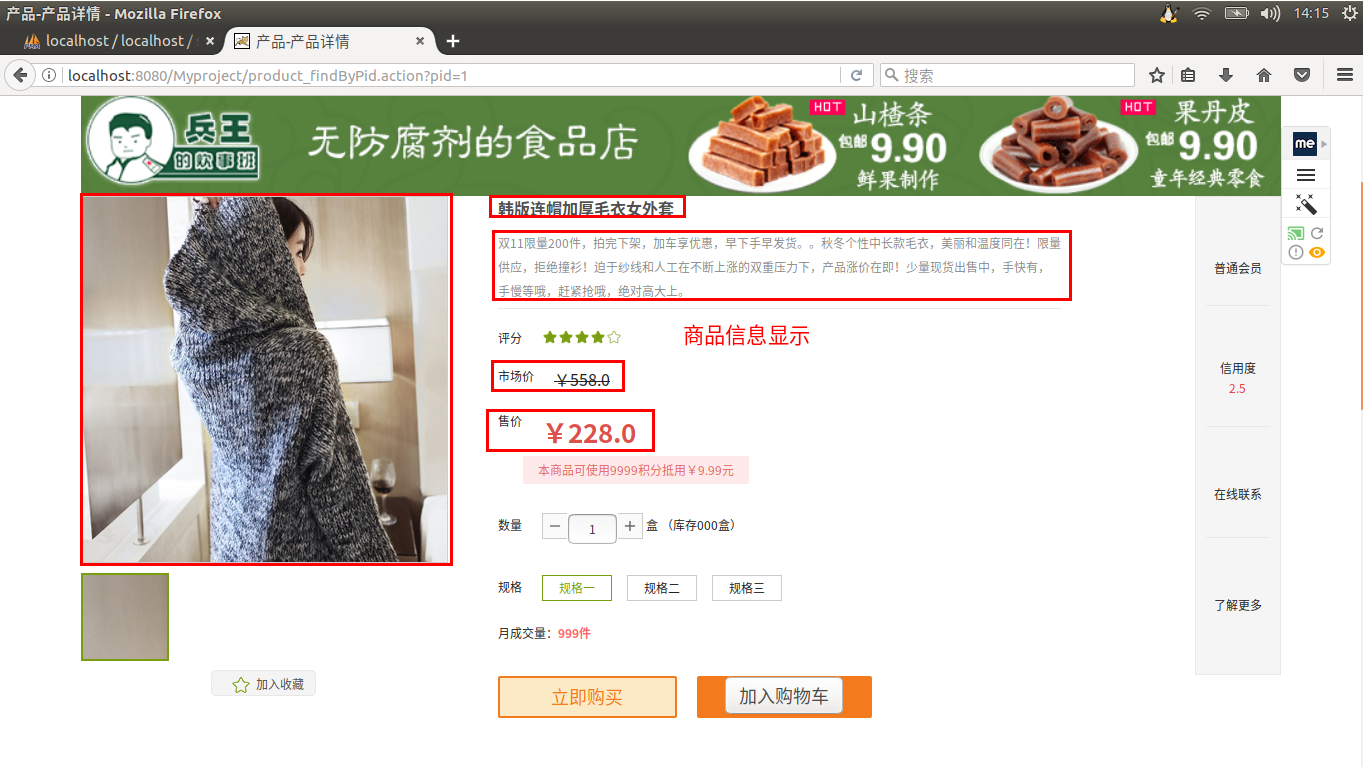 产品-产品详情 - Mozilla Firefox
14:15
localhost / localhost /
产品-产品详情
localhost:8080/Myproject/product_findByPid.action?pid=1
搜索
兵王
的炊事班
无防腐剂的食品店
HOT
山楂条
包邮 9.90
鲜果制作
HOT
果丹皮
包邮 9.90
童年经典零食
me
韩版连帽加厚毛衣女外套
双11限量200件，拍完下架，加车享优惠，早下手早发货。。秋冬个性中长款毛衣，美丽和温度同在！限量
供应，拒绝撞衫！迫于纱线和人工在不断上涨的双重压力下，产品涨价在即！少量现货出售中，手快有，
手慢等哦，赶紧抢哦，绝对高大上。
评分
商品信息显示
市场价 ￥558.0
售价 ￥228.0
本商品可使用9999积分抵用￥9.99元
数量 − 1 + 盒 （库存000盒）
规格 规格一 规格二 规格三
月成交量：999件
加入收藏
立即购买 加入购物车
普通会员
信用度
2.5
在线联系
了解更多